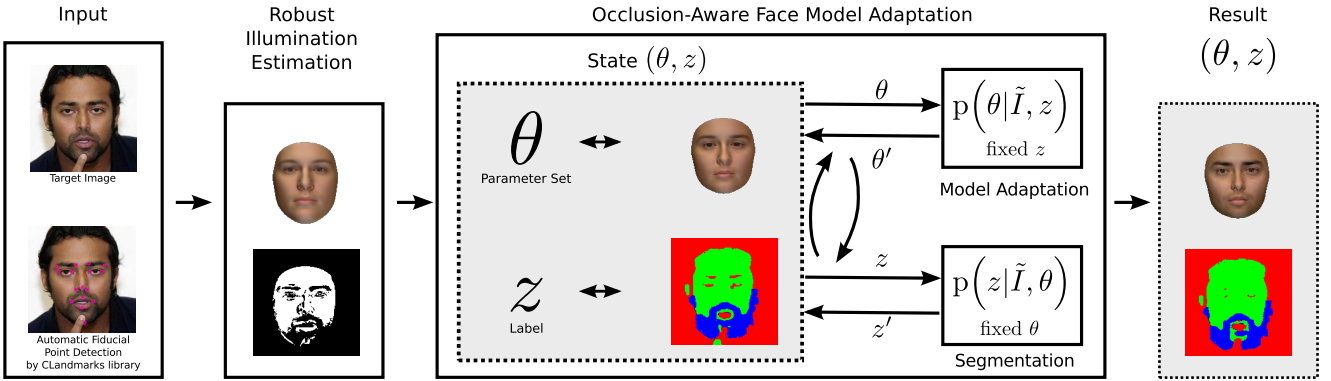 Input
Target Image
Automatic Fiducial
Point Detection
by CLandmarks library
Robust
Illumination
Estimation
Occlusion-Aware Face Model Adaptation
State (θ, z)
θ
Parameter Set
z
Label
θ
θ′
p(θ|Ĩ, z)
fixed z
Model Adaptation
z
z′
p(z|Ĩ, θ)
fixed θ
Segmentation
Result
(θ, z)